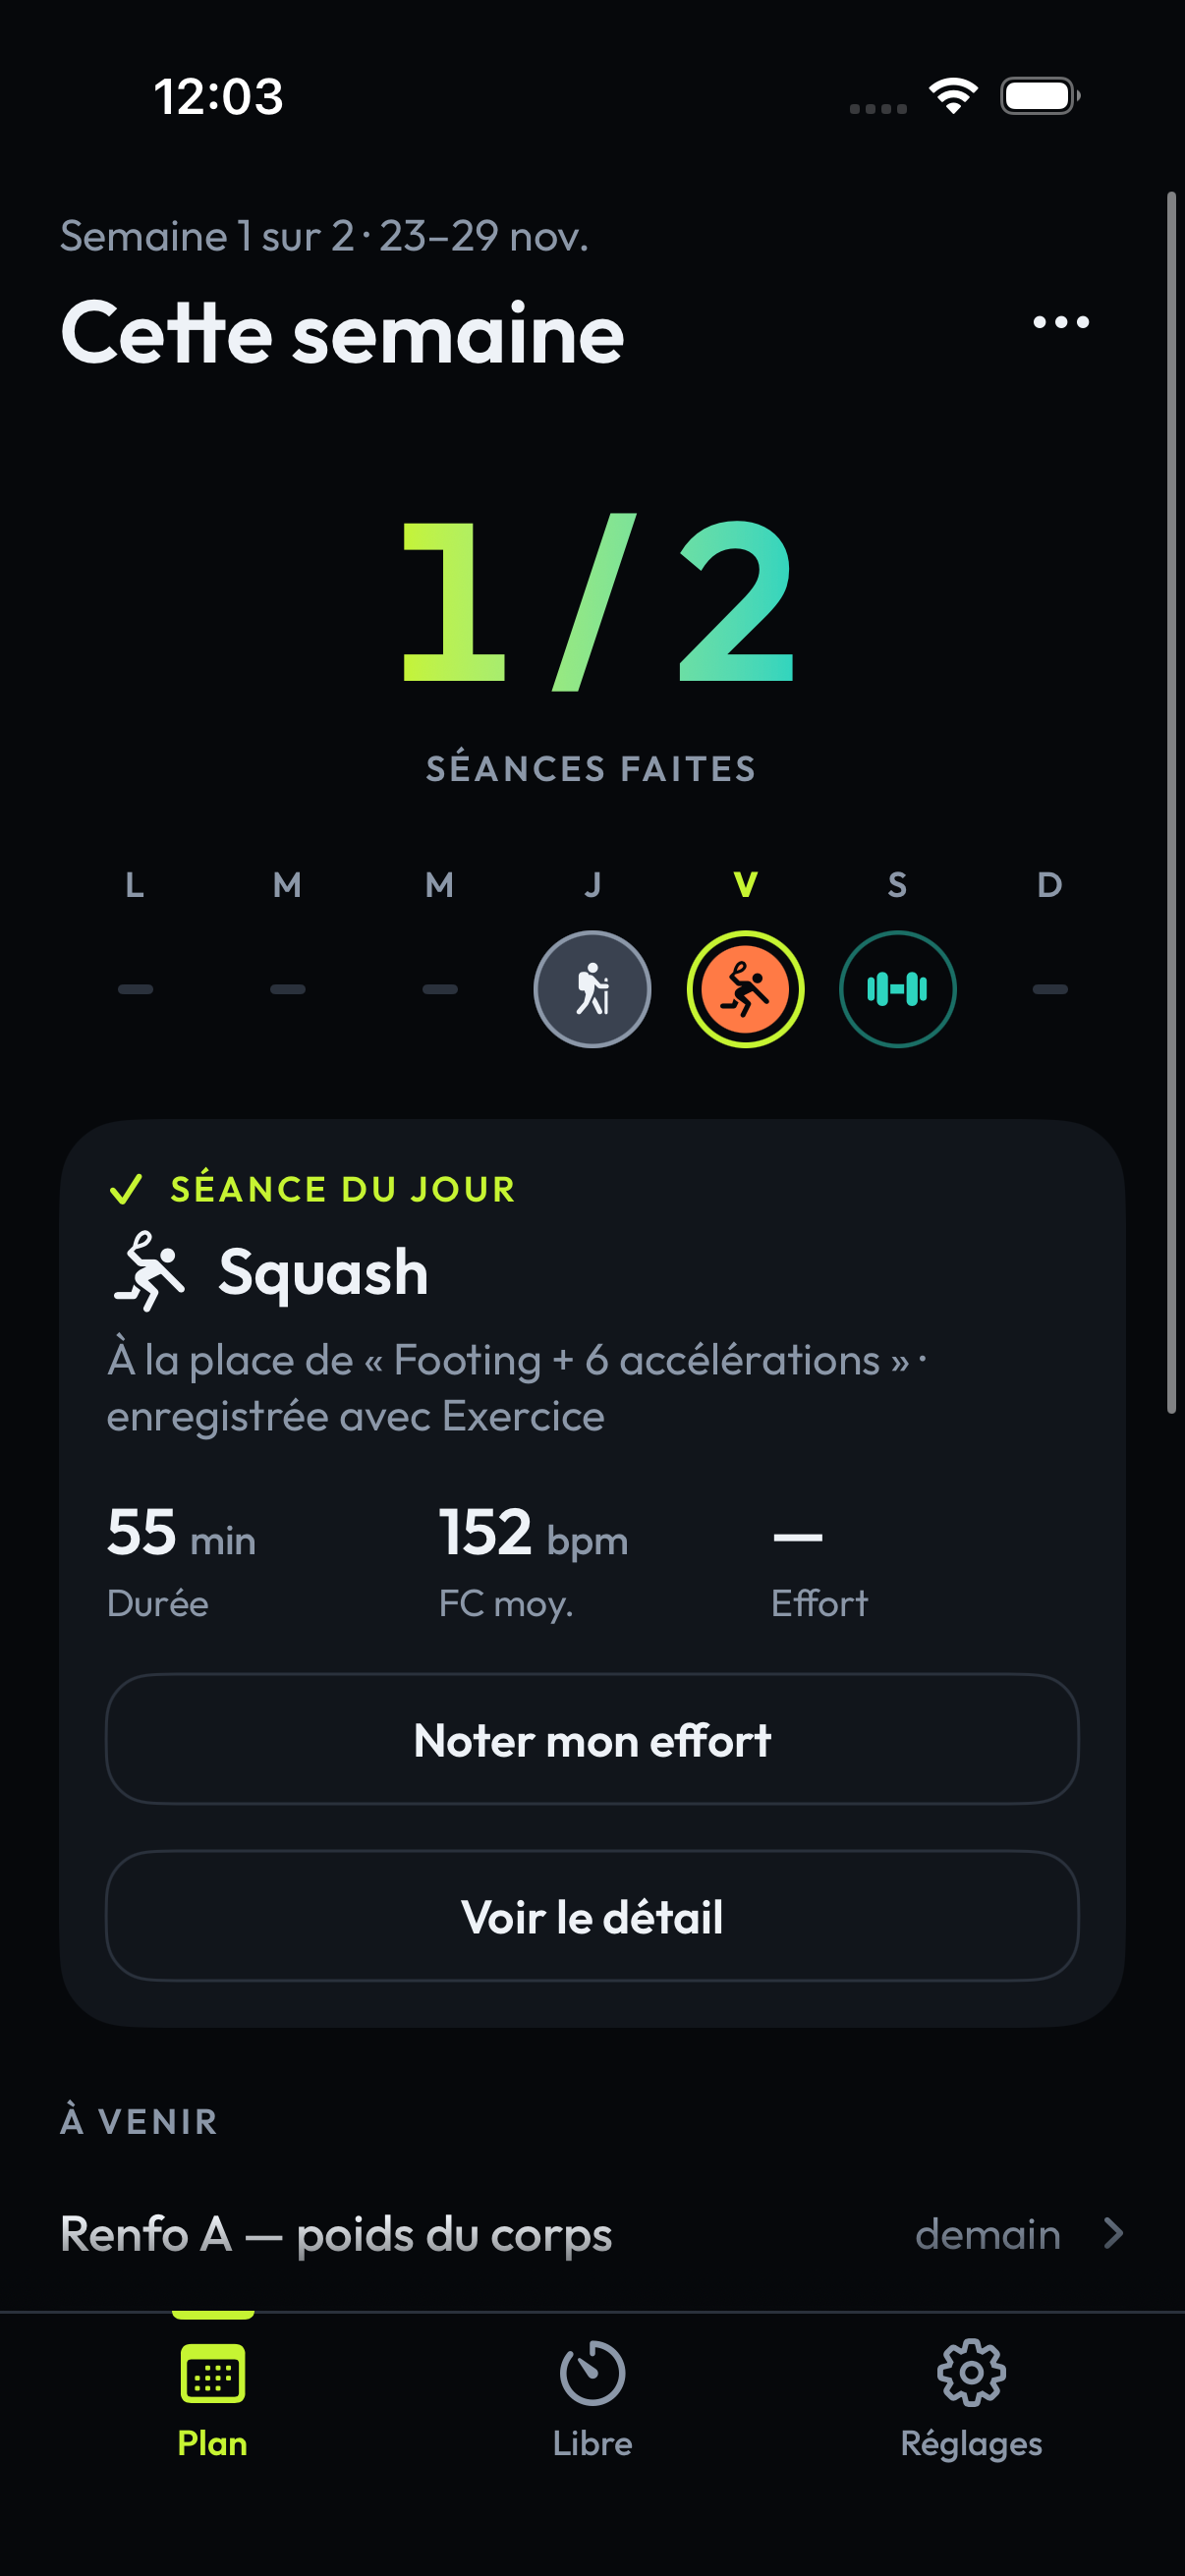 12:03
Semaine 1 sur 2 · 23–29 nov.
Cette semaine
1/2
SÉANCES FAITES
L M M J V S D
SÉANCE DU JOUR
Squash
À la place de « Footing + 6 accélérations » ·
enregistrée avec Exercice
55 min 152 bpm —
Durée FC moy. Effort
Noter mon effort
Voir le détail
À VENIR
Renfo A — poids du corps demain
Plan Libre Réglages